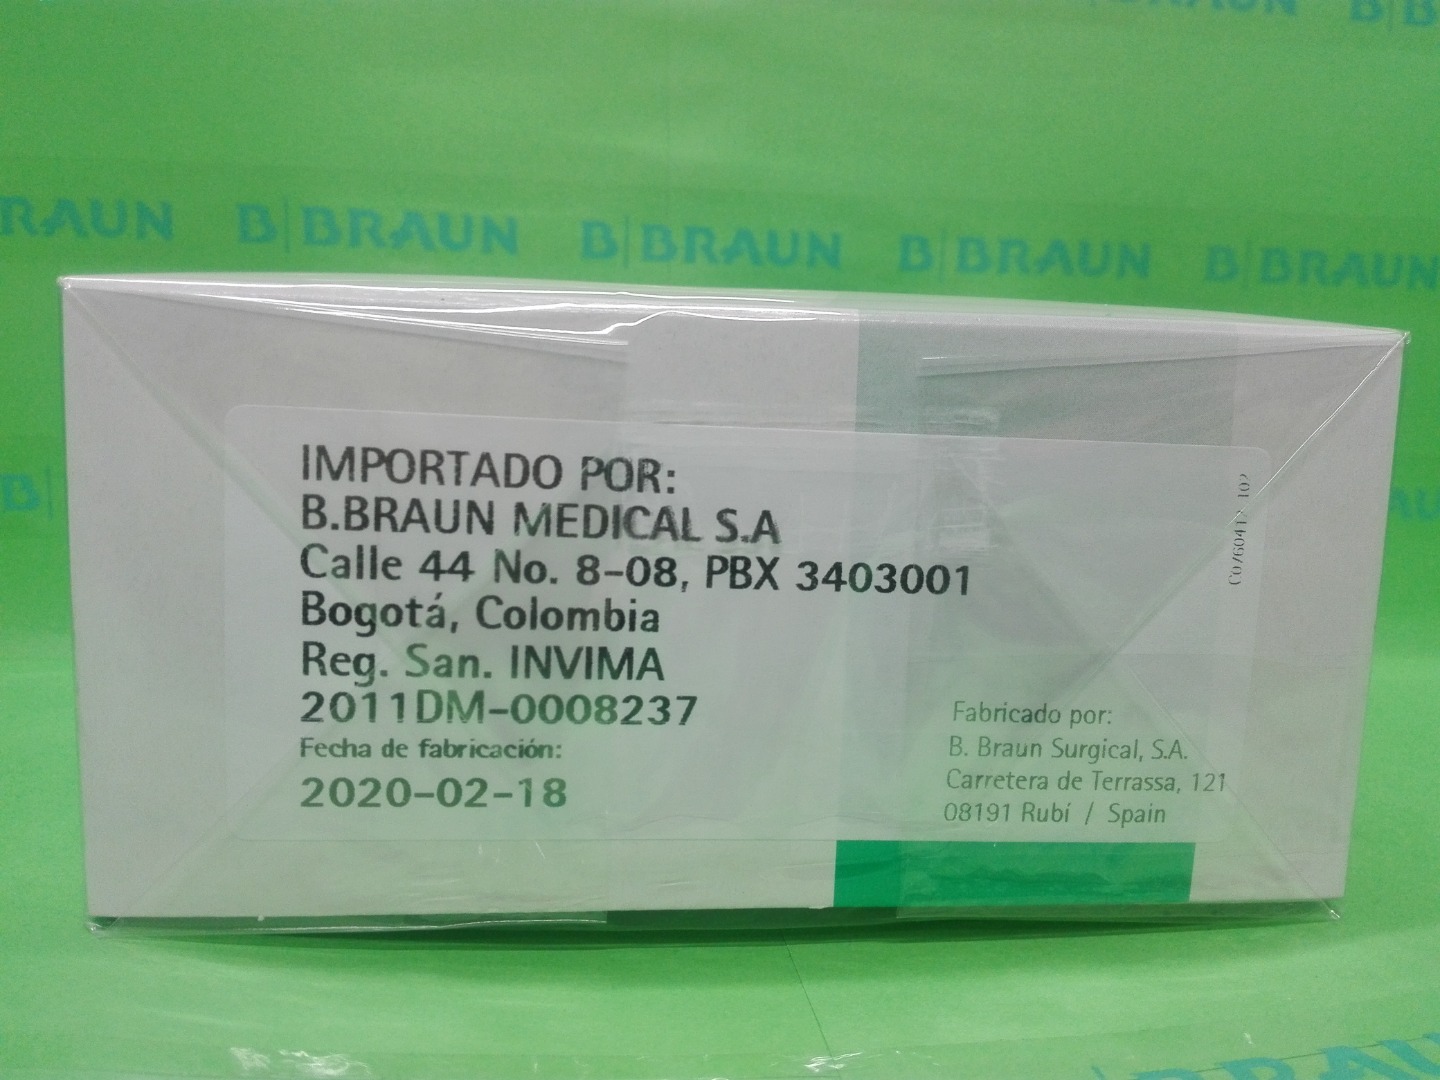 BRAUN B
B|BRAUN B|BRAUN B|BRAUN B|BRAUN B|BRAUN
IMPORTADO POR:
B.BRAUN MEDICAL S.A
Calle 44 No. 8-08, PBX 3403001
Bogotá, Colombia
Reg. San. INVIMA
2011DM-0008237
Fecha de fabricación:
2020-02-18
Fabricado por:
B. Braun Surgical, S.A.
Carretera de Terrassa, 121
08191 Rubí / Spain